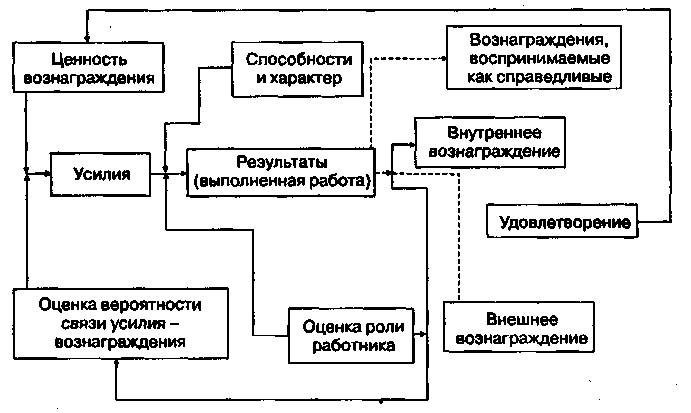 Ценность
вознаграждения
Способности
и характер
Вознаграждения,
воспринимаемые
как справедливые
Внутреннее
вознаграждение
Усилия
Результаты
(выполненная работа)
Удовлетворение
Оценка вероятности
связи усилия –
вознаграждения
Оценка роли
работника
Внешнее
вознаграждение